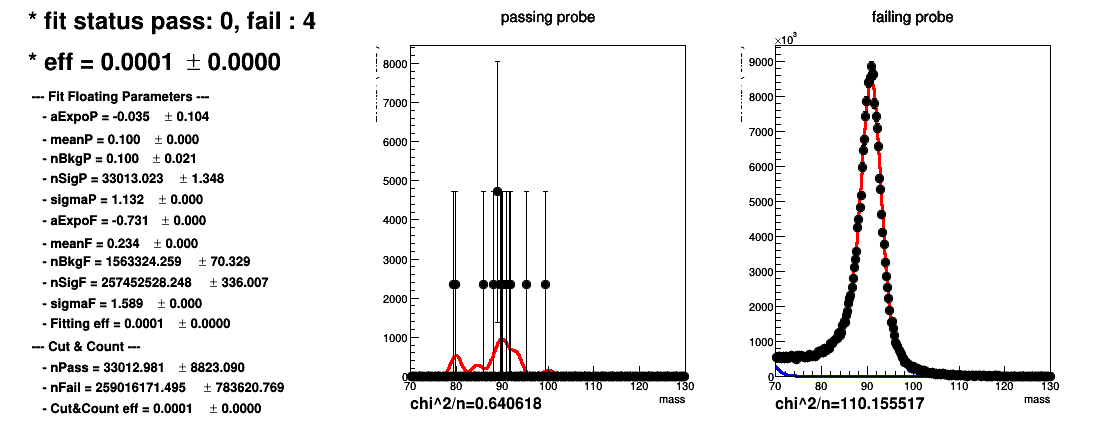 * fit status pass: 0, fail : 4
* eff = 0.0001 ± 0.0000
--- Fit Floating Parameters ---
- aExpoP = -0.035 ± 0.104
- meanP = 0.100 ± 0.000
- nBkgP = 0.100 ± 0.021
- nSigP = 33013.023 ± 1.348
- sigmaP = 1.132 ± 0.000
- aExpoF = -0.731 ± 0.000
- meanF = 0.234 ± 0.000
- nBkgF = 1563324.259 ± 70.329
- nSigF = 257452528.248 ± 336.007
- sigmaF = 1.589 ± 0.000
- Fitting eff = 0.0001 ± 0.0000
--- Cut & Count ---
- nPass = 33012.981 ± 8823.090
- nFail = 259016171.495 ± 783620.769
- Cut&Count eff = 0.0001 ± 0.0000
passing probe
8000
7000
6000
5000
4000
3000
2000
1000
0
70 80 90 100 110 120 130
mass
chi^2/n=0.640618
failing probe
×10³
9000
8000
7000
6000
5000
4000
3000
2000
1000
0
70 80 90 100 110 120 130
mass
chi^2/n=110.155517